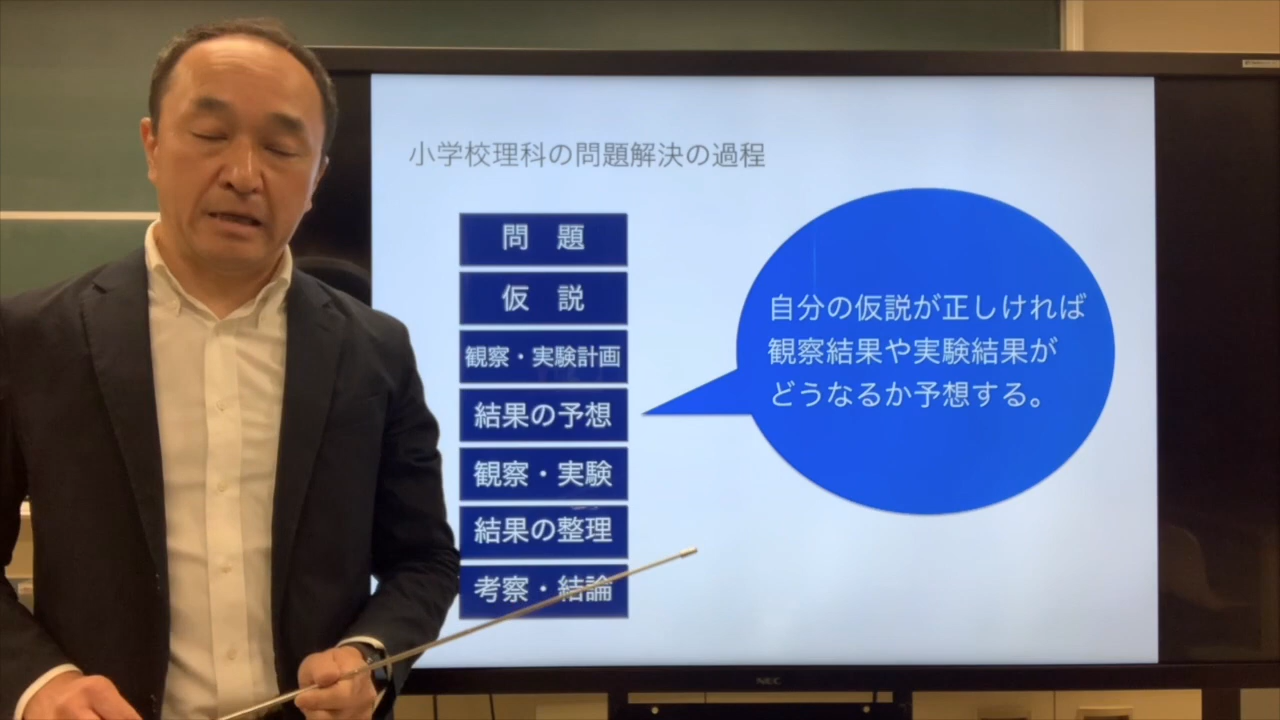 小学校理科の問題解決の過程
問　題
仮　説
観察・実験計画
結果の予想
観察・実験
結果の整理
考察・結論
自分の仮説が正しければ
観察結果や実験結果が
どうなるか予想する。
NEC